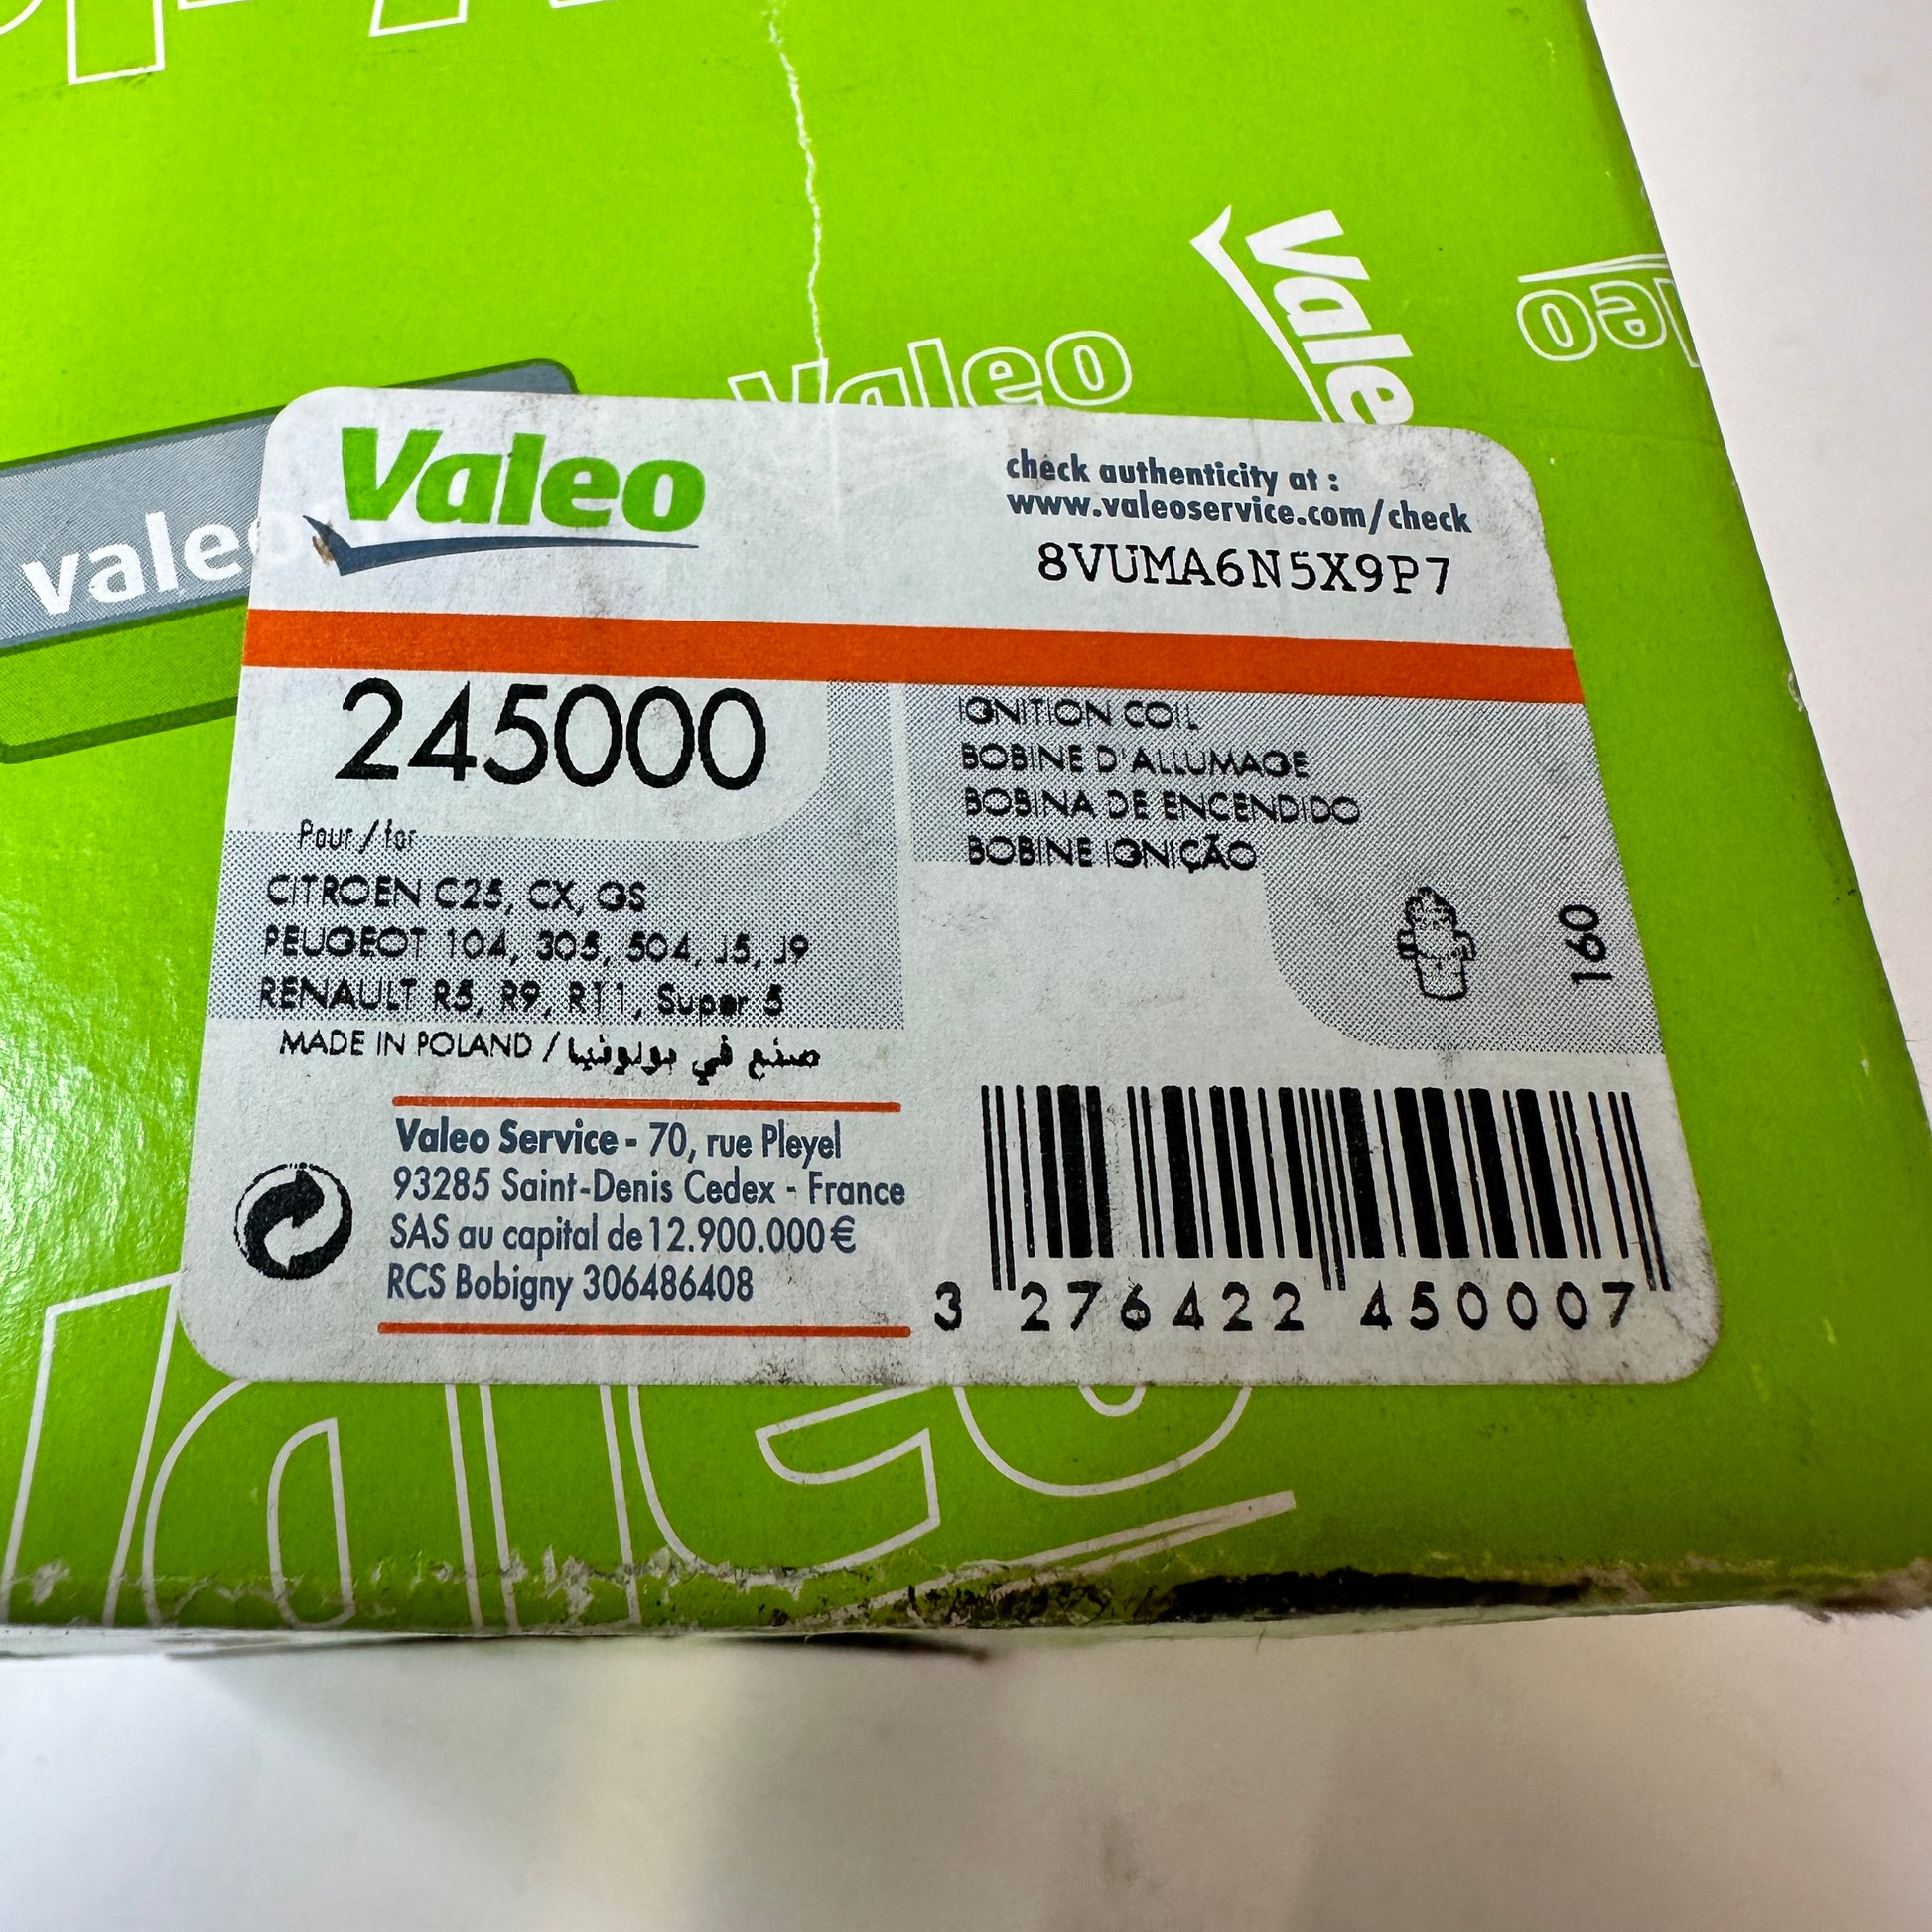 Valeo
Vale
Valeo
valeo
Valeo
check authenticity at :
www.valeoservice.com/check
8VUMA6N5X9P7
245000
IGNITION COIL
BOBINE D'ALLUMAGE
BOBINA DE ENCENDIDO
BOBINE IGNIÇÃO
Pour / for
CITROEN C25, CX, GS
PEUGEOT 104, 305, 504, J5, J9
RENAULT R5, R9, R11, Super 5
MADE IN POLAND / صنع في بولونيا
160
Valeo Service - 70, rue Pleyel
93285 Saint-Denis Cedex - France
SAS au capital de 12.900.000 €
RCS Bobigny 306486408
3 276422 450007